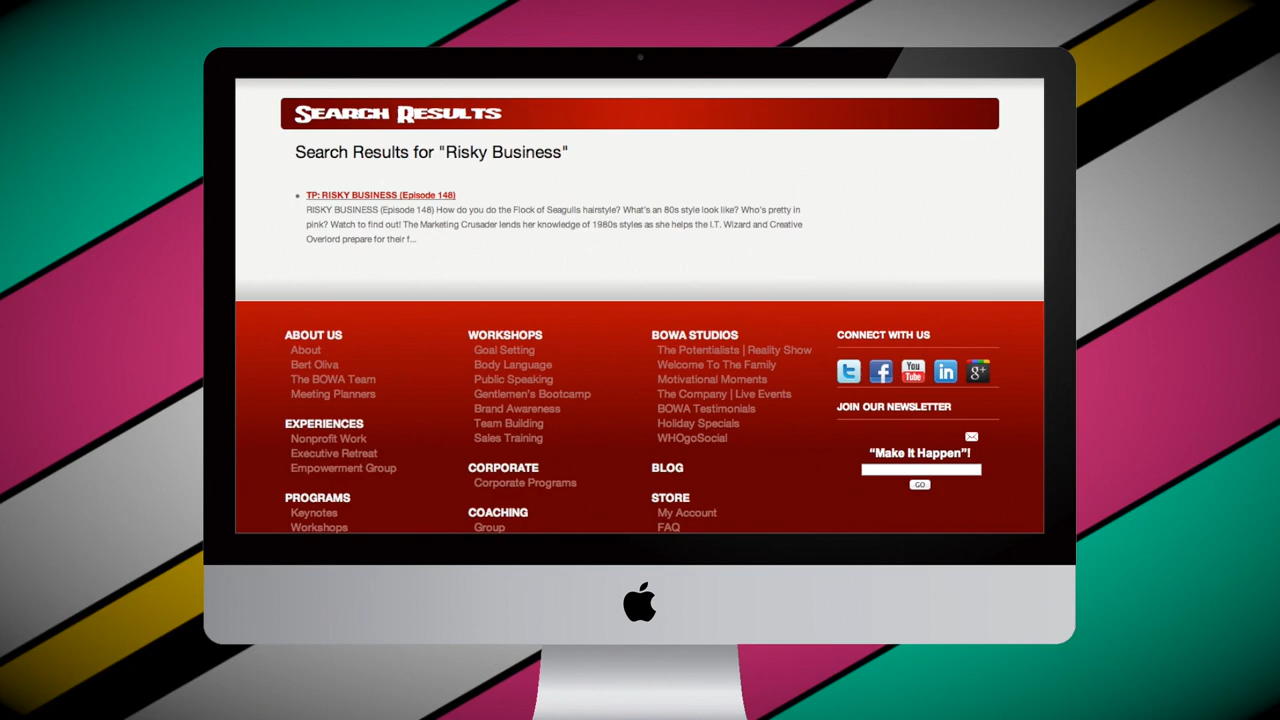 Search Results
Search Results for "Risky Business"
TP: RISKY BUSINESS (Episode 148)
RISKY BUSINESS (Episode 148) How do you do the Flock of Seagulls hairstyle? What's an 80s style look like? Who's pretty in
pink? Watch to find out! The Marketing Crusader lends her knowledge of 1980s styles as she helps the I.T. Wizard and Creative
Overlord prepare for their f...
ABOUT US
About
Bert Oliva
The BOWA Team
Meeting Planners
EXPERIENCES
Nonprofit Work
Executive Retreat
Empowerment Group
PROGRAMS
Keynotes
Workshops
WORKSHOPS
Goal Setting
Body Language
Public Speaking
Gentlemen's Bootcamp
Brand Awareness
Team Building
Sales Training
CORPORATE
Corporate Programs
COACHING
Group
BOWA STUDIOS
The Potentialists | Reality Show
Welcome To The Family
Motivational Moments
The Company | Live Events
BOWA Testimonials
Holiday Specials
WHOgoSocial
BLOG
STORE
My Account
FAQ
CONNECT WITH US
You
Tube
in
g+
JOIN OUR NEWSLETTER
"Make It Happen"!
GO